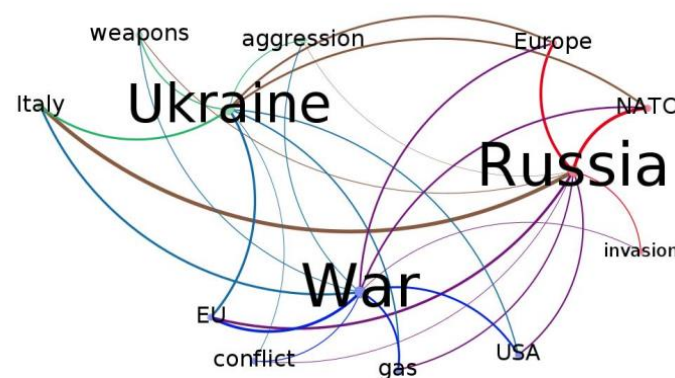 weapons
aggression
Europe
Italy
Ukraine
NATO
Russia
invasion
War
EU
conflict
gas
USA